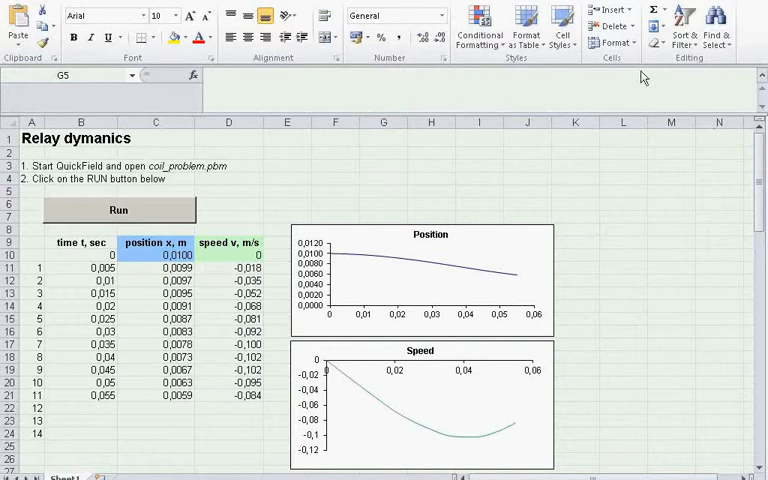 Arial 10 A A General Insert Σ
Paste B I U A % Conditional Formatting Format as Table Cell Styles Delete Format Sort & Filter Find & Select
Clipboard Font Alignment Number Styles Cells Editing
G5 fx
A B C D E F G H I J K L M N
1 Relay dymanics
2
3 1. Start QuickField and open coil_problem.pbm
4 2. Click on the RUN button below
5
6 Run
7
8
9 time t, sec position x, m speed v, m/s
10 0 0,0100 0
11 1 0,005 0,0099 -0,018
12 2 0,01 0,0097 -0,035
13 3 0,015 0,0095 -0,052
14 4 0,02 0,0091 -0,068
15 5 0,025 0,0087 -0,081
16 6 0,03 0,0083 -0,092
17 7 0,035 0,0078 -0,100
18 8 0,04 0,0073 -0,102
19 9 0,045 0,0067 -0,102
20 10 0,05 0,0063 -0,095
21 11 0,055 0,0059 -0,084
22 12
23 13
24 14
25
26
27
Position
0,0120
0,0100
0,0080
0,0060
0,0040
0,0020
0,0000
0 0,01 0,02 0,03 0,04 0,05 0,06
Speed
0
-0,02
-0,04
-0,06
-0,08
-0,1
-0,12
0 0,02 0,04 0,06
Sheet1